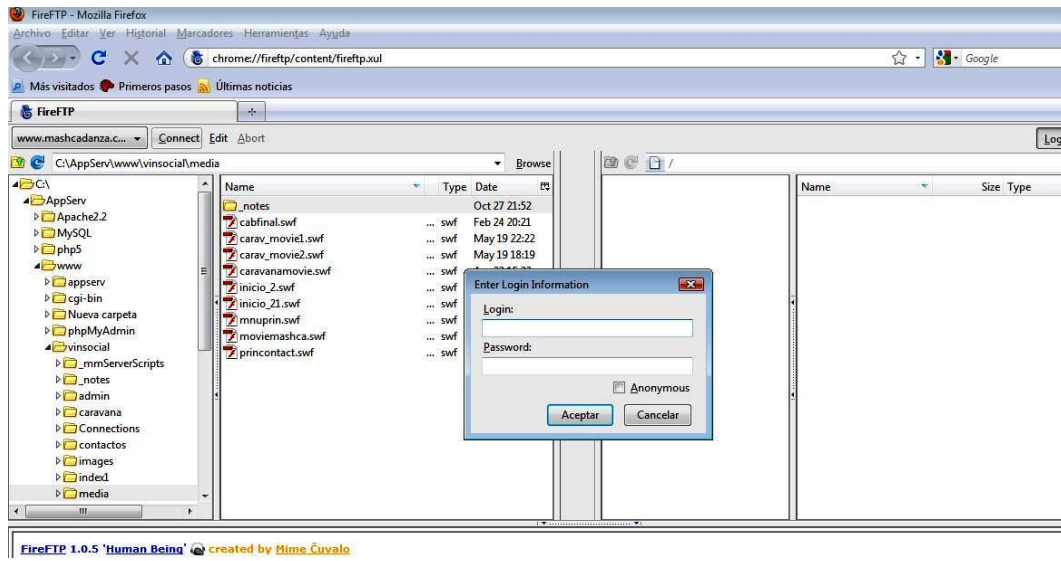 FireFTP - Mozilla Firefox
Archivo Editar Ver Historial Marcadores Herramientas Ayuda
chrome://fireftp/content/fireftp.xul
Google
Más visitados Primeros pasos Últimas noticias
FireFTP
www.mashcadanza.c... Connect Edit Abort
Log
C:\AppServ\www\vinsocial\media Browse /
C:\
AppServ
Apache2.2
MySQL
php5
www
appserv
cgi-bin
Nueva carpeta
phpMyAdmin
vinsocial
_mmServerScripts
_notes
admin
caravana
Connections
contactos
images
index1
media
Name Type Date
_notes Oct 27 21:52
cabfinal.swf ... swf Feb 24 20:21
carav_movie1.swf ... swf May 19 22:22
carav_movie2.swf ... swf May 19 18:19
caravanamovie.swf ... swf
inicio_2.swf ... swf
inicio_21.swf ... swf
mnuprin.swf ... swf
moviemashca.swf ... swf
princontact.swf ... swf
Name Size Type
Enter Login Information
Login:
Password:
Anonymous
Aceptar Cancelar
FireFTP 1.0.5 'Human Being' created by Mime Čuvalo